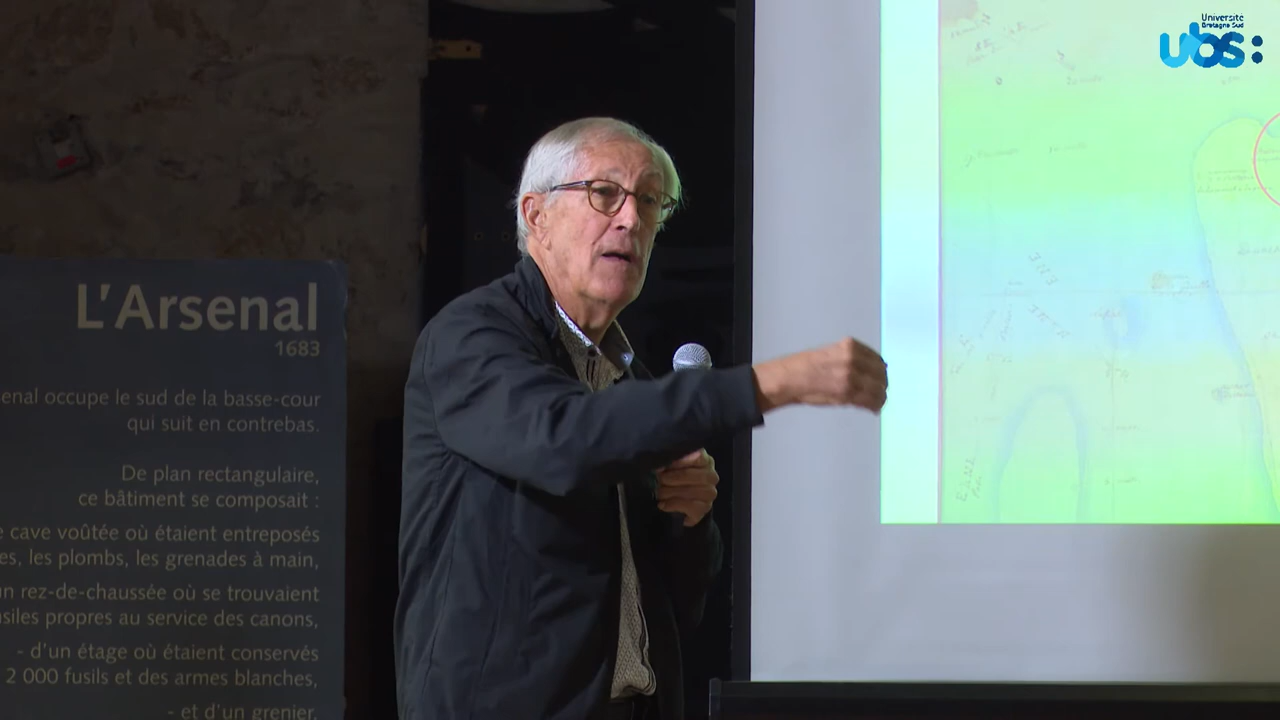 Université
Bretagne Sud
ubs:
L'Arsenal
1683
enal occupe le sud de la basse-cour
qui suit en contrebas.
De plan rectangulaire,
ce bâtiment se composait :
e cave voûtée où étaient entreposés
es, les plombs, les grenades à main,
un rez-de-chaussée où se trouvaient
siles propres au service des canons,
- d'un étage où étaient conservés
2 000 fusils et des armes blanches,
- et d'un grenier.